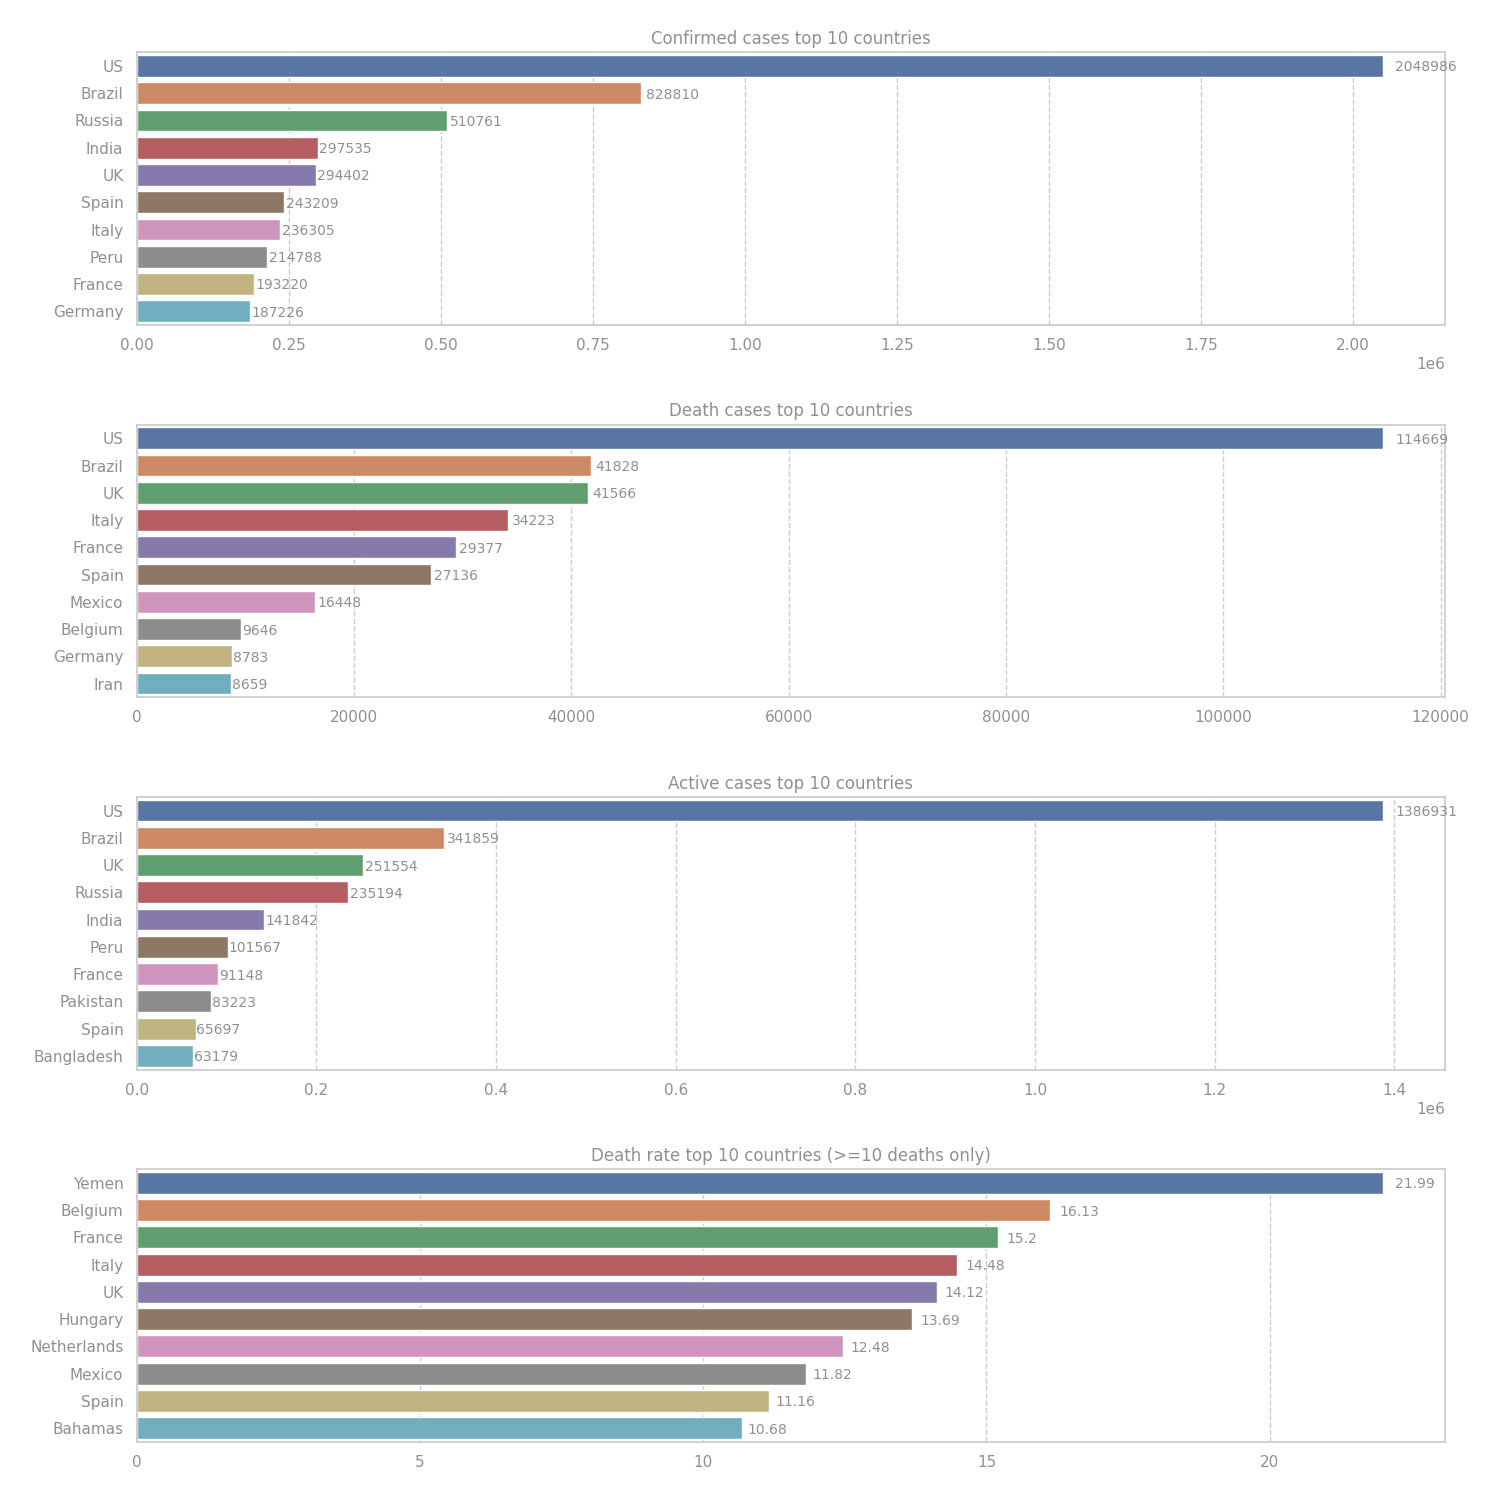 Confirmed cases top 10 countries
US 2048986
Brazil 828810
Russia 510761
India 297535
UK 294402
Spain 243209
Italy 236305
Peru 214788
France 193220
Germany 187226
0.00 0.25 0.50 0.75 1.00 1.25 1.50 1.75 2.00
1e6
Death cases top 10 countries
US 114669
Brazil 41828
UK 41566
Italy 34223
France 29377
Spain 27136
Mexico 16448
Belgium 9646
Germany 8783
Iran 8659
0 20000 40000 60000 80000 100000 120000
Active cases top 10 countries
US 1386931
Brazil 341859
UK 251554
Russia 235194
India 141842
Peru 101567
France 91148
Pakistan 83223
Spain 65697
Bangladesh 63179
0.0 0.2 0.4 0.6 0.8 1.0 1.2 1.4
1e6
Death rate top 10 countries (>=10 deaths only)
Yemen 21.99
Belgium 16.13
France 15.2
Italy 14.48
UK 14.12
Hungary 13.69
Netherlands 12.48
Mexico 11.82
Spain 11.16
Bahamas 10.68
0 5 10 15 20